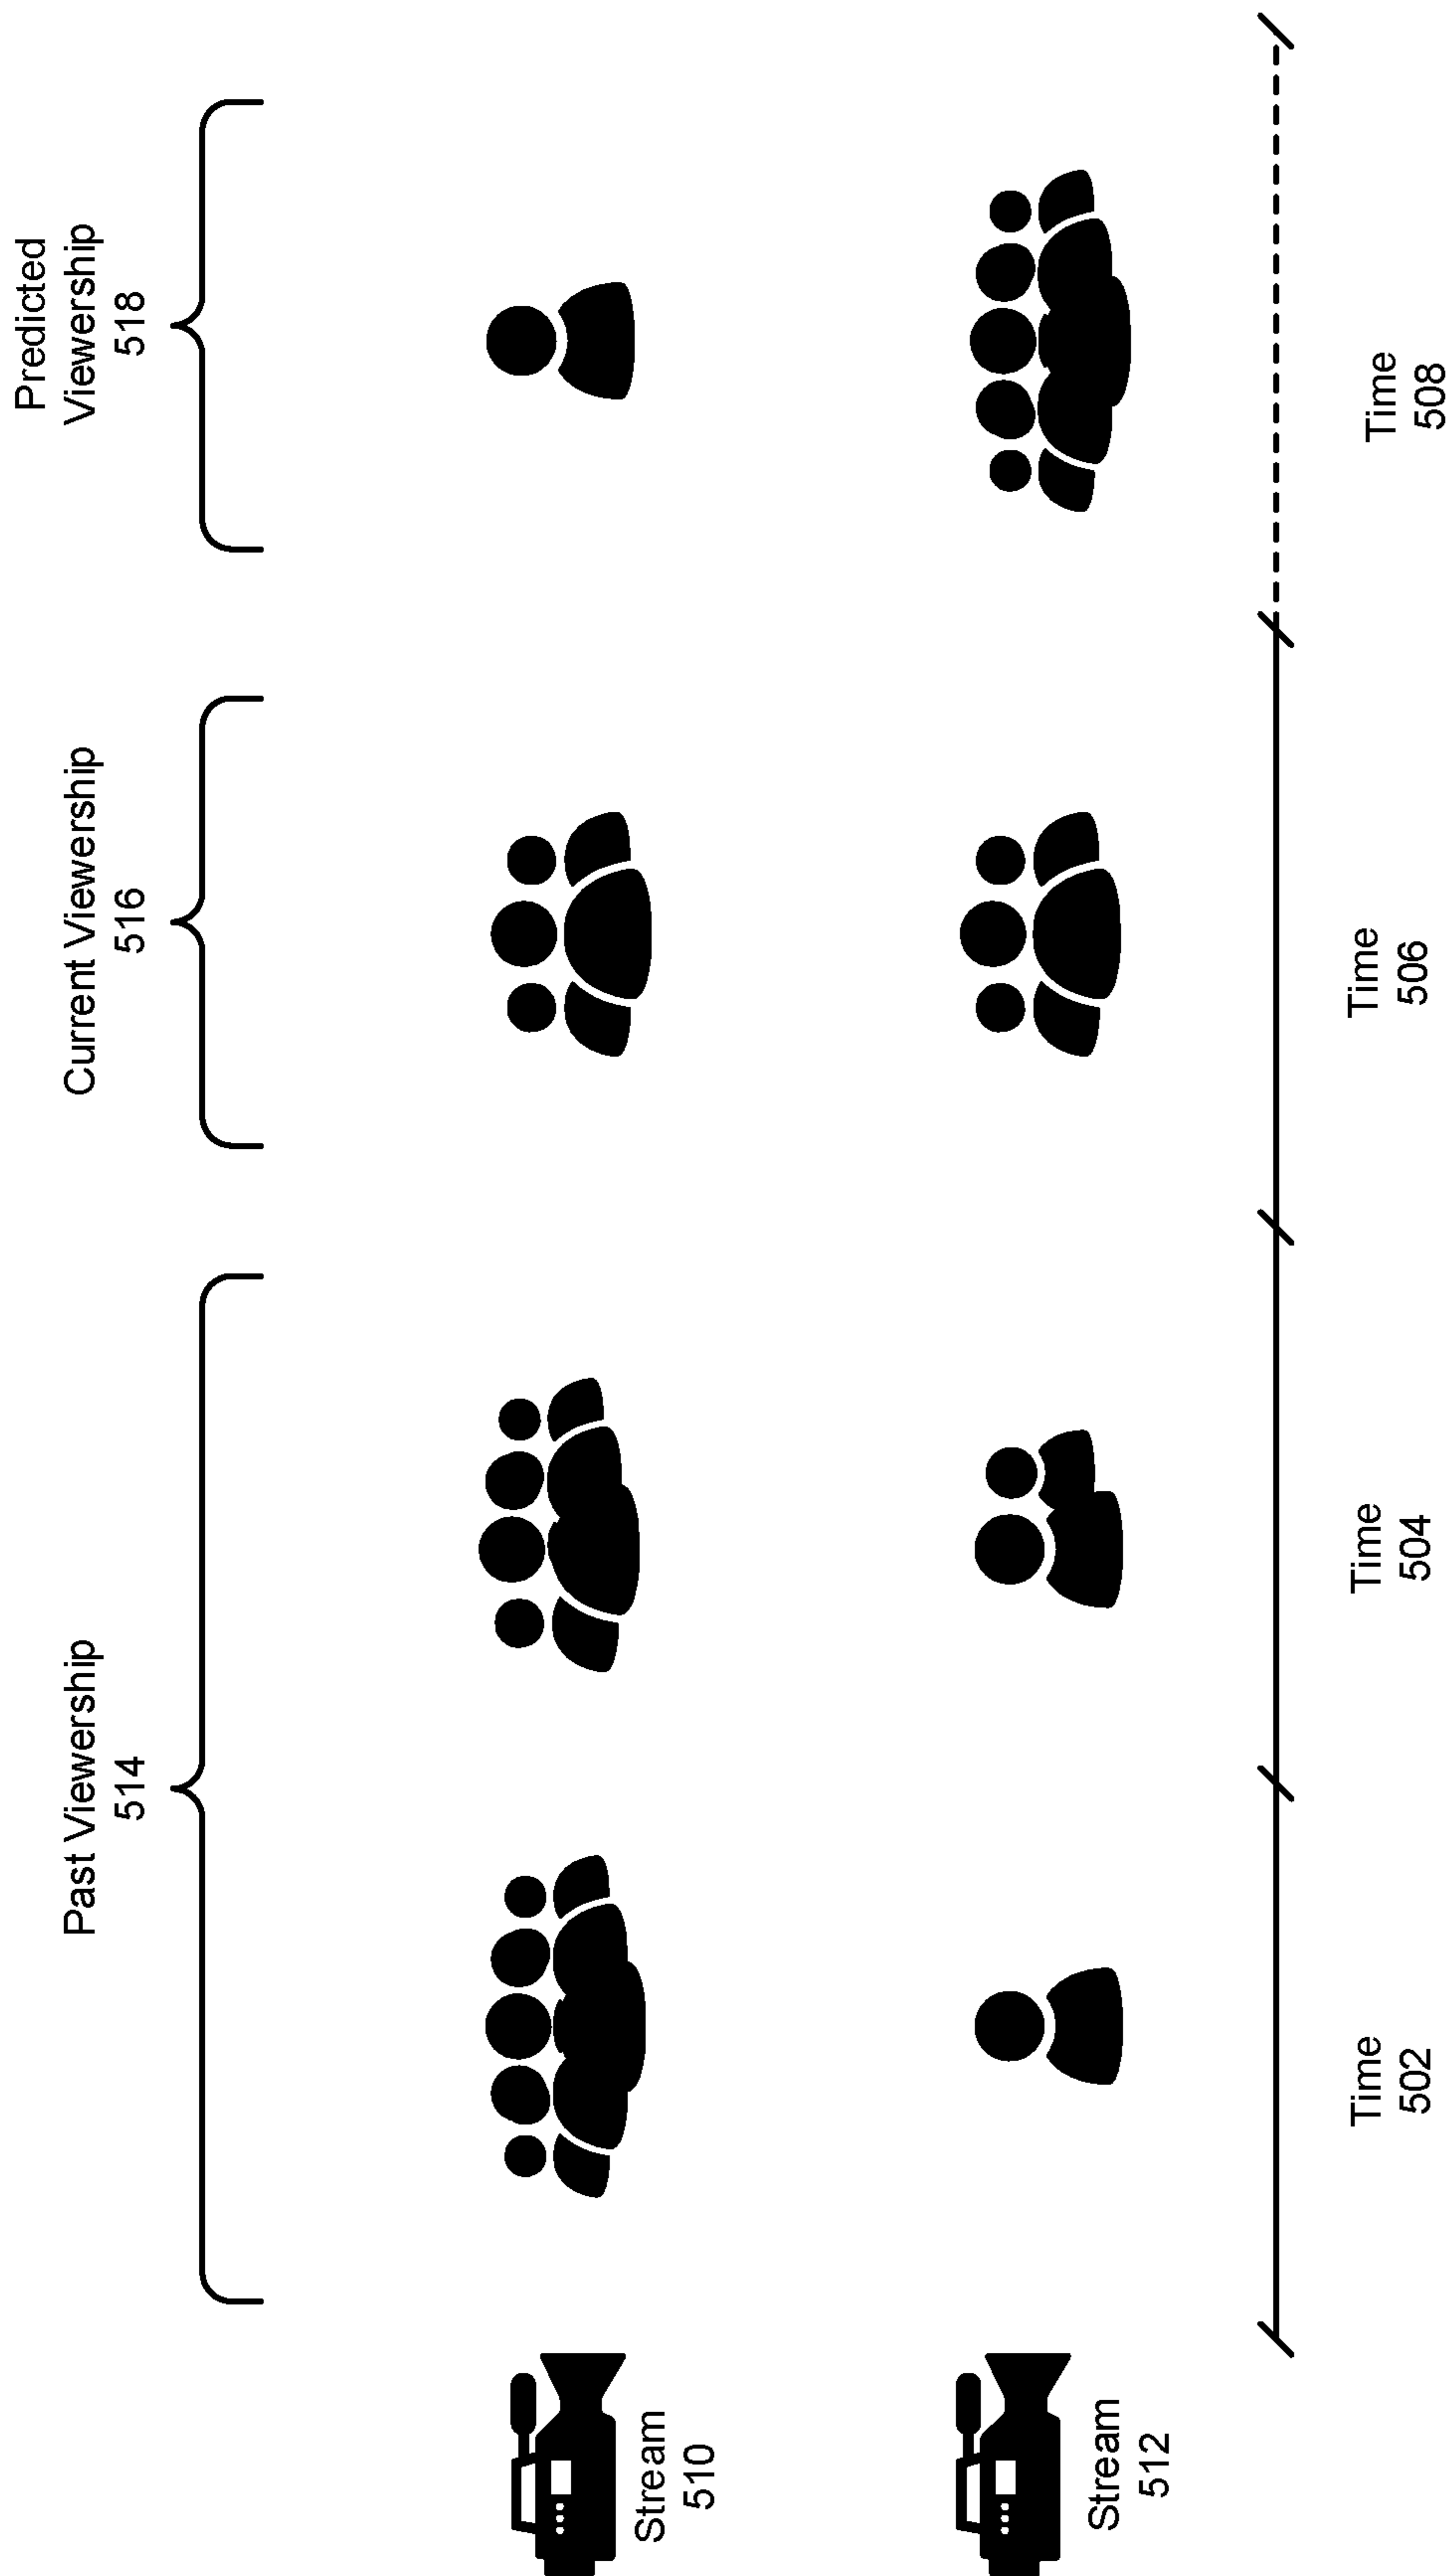 Past Viewership
514
Current Viewership
516
Predicted
Viewership
518
Stream
510
Stream
512
Time
502
Time
504
Time
506
Time
508